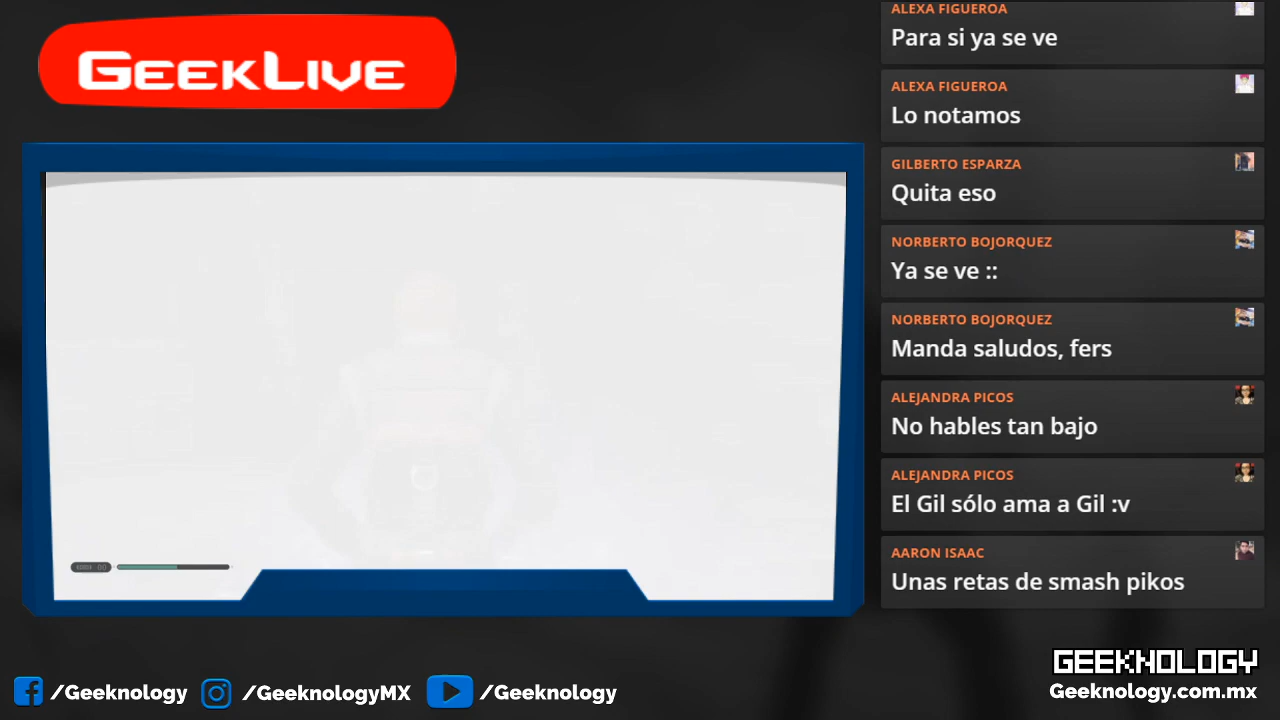 GEEKLIVE
ALEXA FIGUEROA
Para si ya se ve
ALEXA FIGUEROA
Lo notamos
GILBERTO ESPARZA
Quita eso
NORBERTO BOJORQUEZ
Ya se ve ::
NORBERTO BOJORQUEZ
Manda saludos, fers
ALEJANDRA PICOS
No hables tan bajo
ALEJANDRA PICOS
El Gil sólo ama a Gil :v
AARON ISAAC
Unas retas de smash pikos
/Geeknology
/GeeknologyMX
/Geeknology
GEEKNOLOGY
Geeknology.com.mx